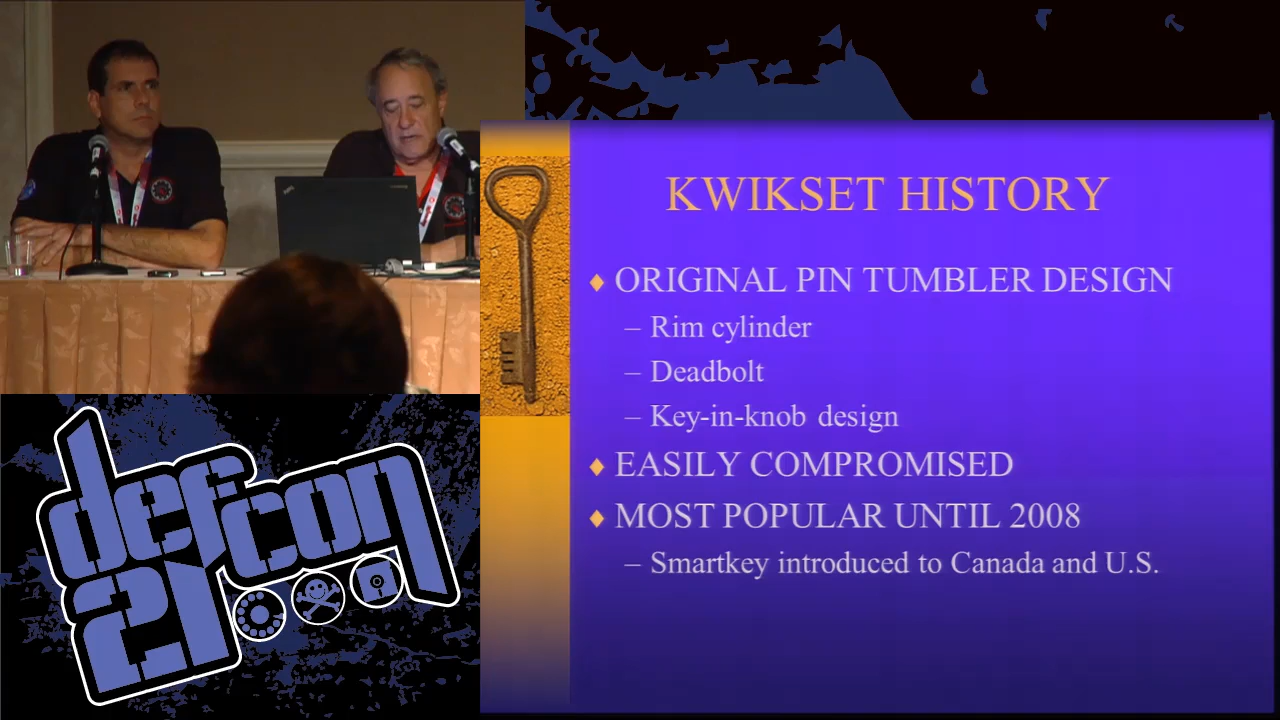 KWIKSET HISTORY
♦ ORIGINAL PIN TUMBLER DESIGN
– Rim cylinder
– Deadbolt
– Key-in-knob design
♦ EASILY COMPROMISED
♦ MOST POPULAR UNTIL 2008
– Smartkey introduced to Canada and U.S.
defcon
21